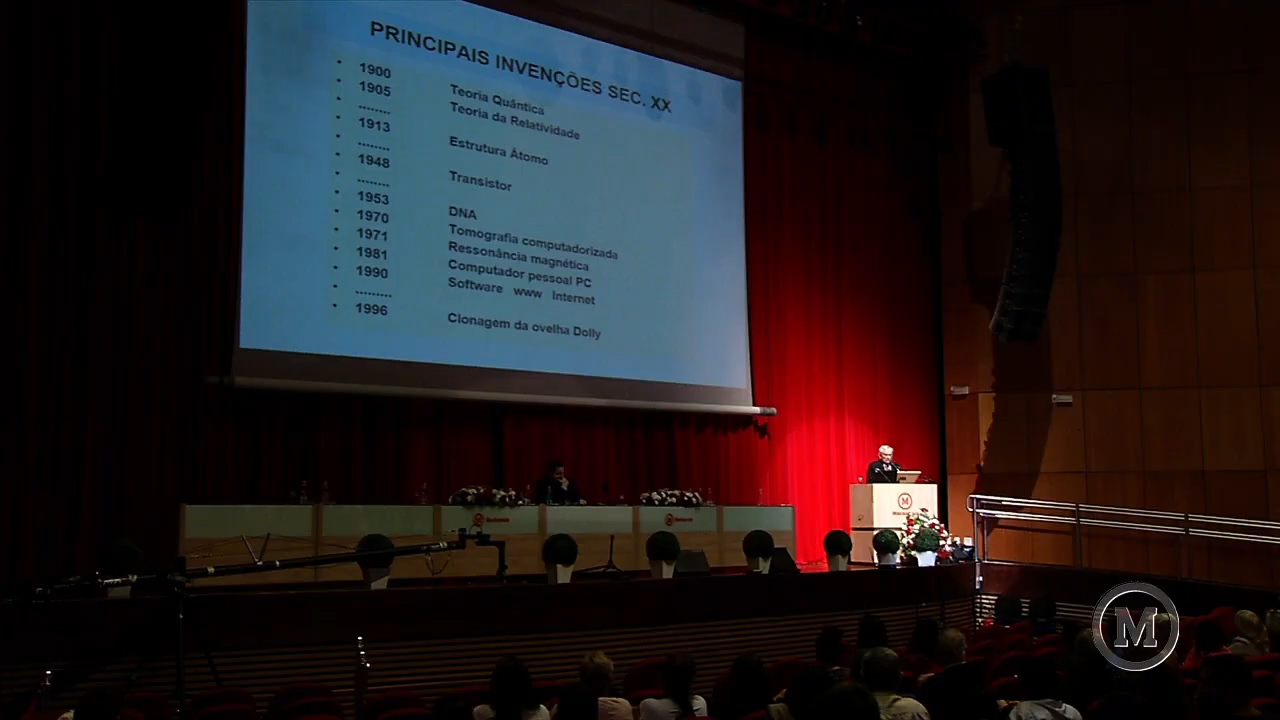 PRINCIPAIS INVENÇÕES SEC. XX
• 1900 Teoria Quântica
• 1905 Teoria da Relatividade
• ........
• 1913 Estrutura Átomo
• ........
• 1948 Transistor
• ........
• 1953 DNA
• 1970 Tomografia computadorizada
• 1971 Ressonância magnética
• 1981 Computador pessoal PC
• 1990 Software www Internet
• .........
• 1996 Clonagem da ovelha Dolly
M
M